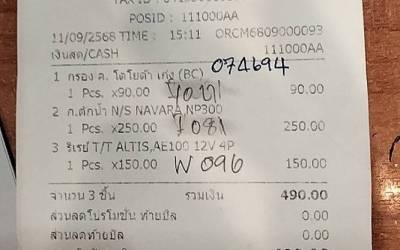 POSID : 111000AA
11/09/2568 TIME : 15:11 ORCM6809000093
เงินสด/CASH 111000AA
1 กรอง ค. โตโยต้า เก๋ง (BC) 074694
1 Pcs. x90.00 90.00
2 ก.ดักน้ำ N/S NAVARA,NP300
1 Pcs. x250.00 7081 250.00
3 รีเรย์ T/T ALTIS,AE100 12V 4P
1 Pcs. x150.00 W 096 150.00
จำนวน 3 ชิ้น รวมเงิน 490.00
ส่วนลดโปรโมชั่น ท้ายบิล 0.00
ส่วนลด ท้ายบิล 0.00